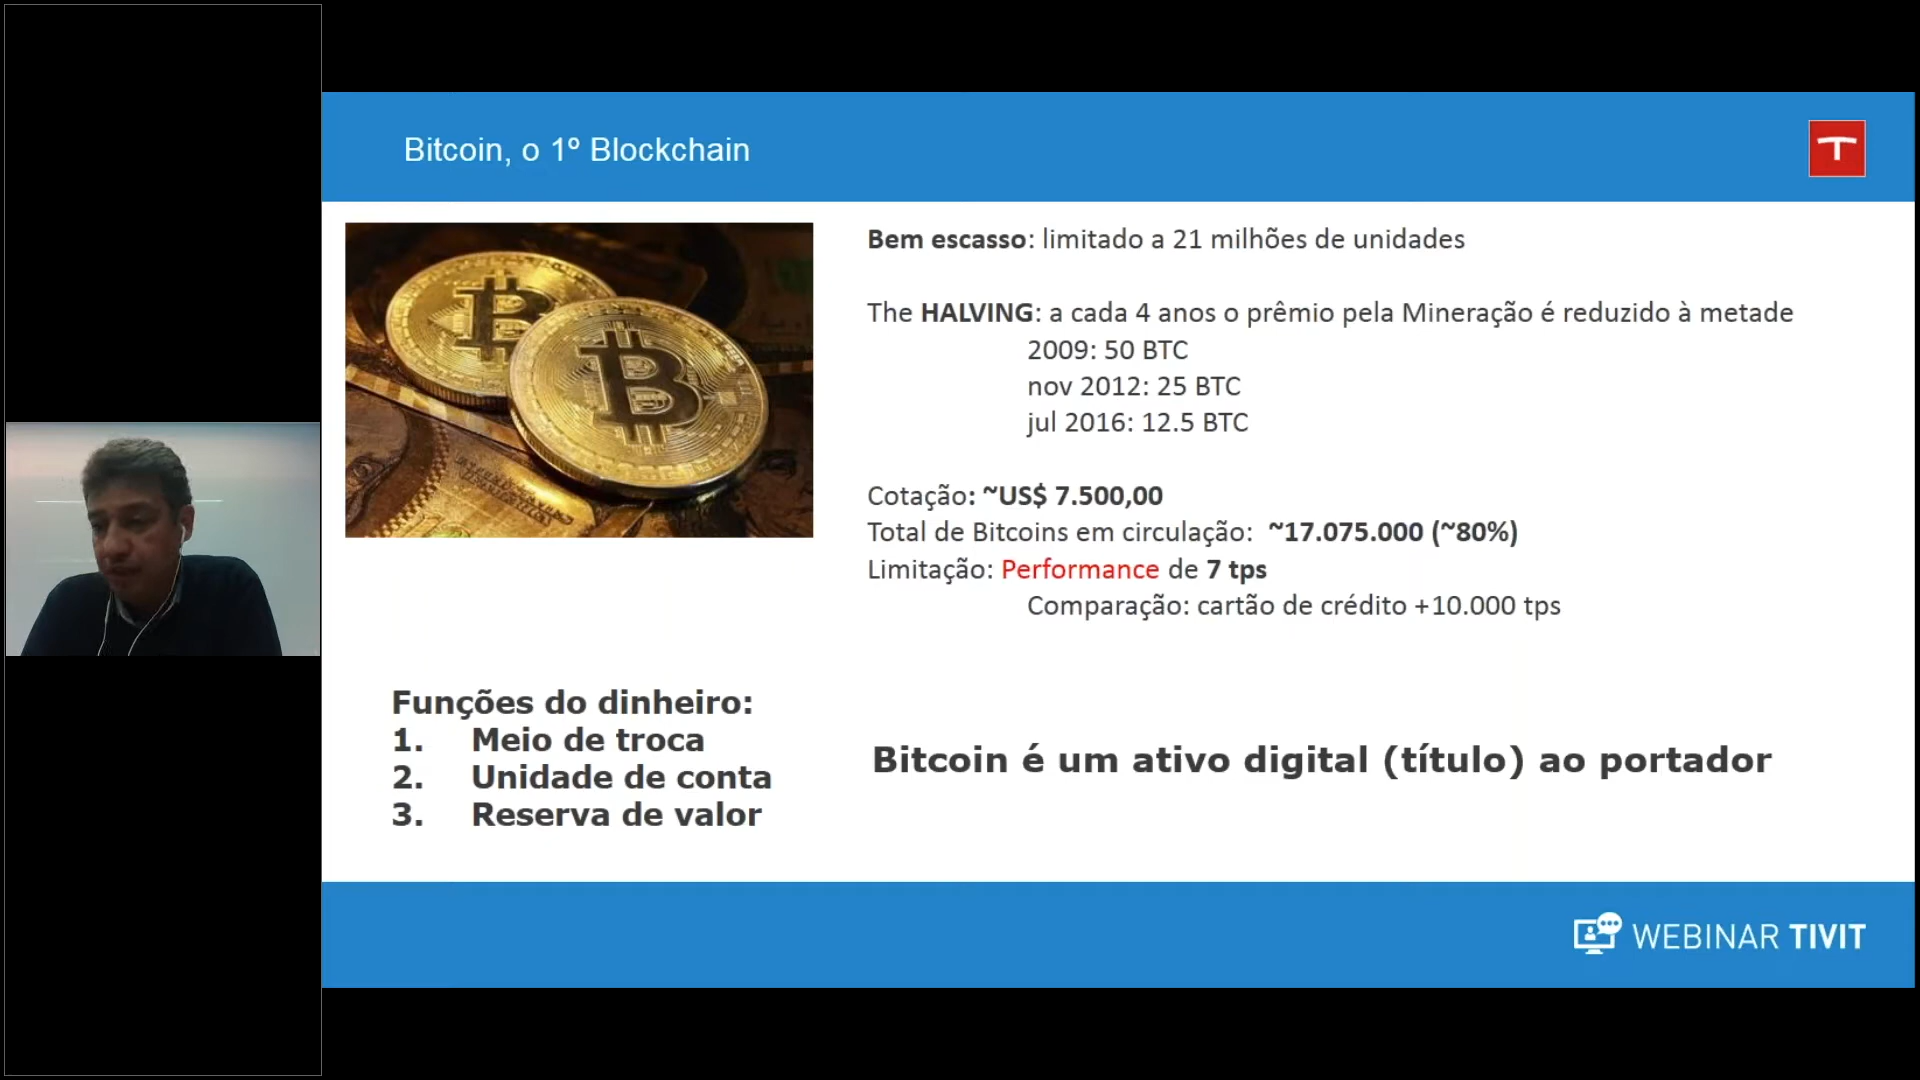 Bitcoin, o 1º Blockchain
Bem escasso: limitado a 21 milhões de unidades
The HALVING: a cada 4 anos o prêmio pela Mineração é reduzido à metade
2009: 50 BTC
nov 2012: 25 BTC
jul 2016: 12.5 BTC
Cotação: ~US$ 7.500,00
Total de Bitcoins em circulação: ~17.075.000 (~80%)
Limitação: Performance de 7 tps
Comparação: cartão de crédito +10.000 tps
Funções do dinheiro:
1. Meio de troca
2. Unidade de conta
3. Reserva de valor
Bitcoin é um ativo digital (título) ao portador
WEBINAR TIVIT